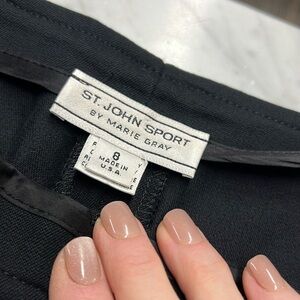 ST. JOHN SPORT
BY MARIE GRAY
8
MADE IN
U.S.A.